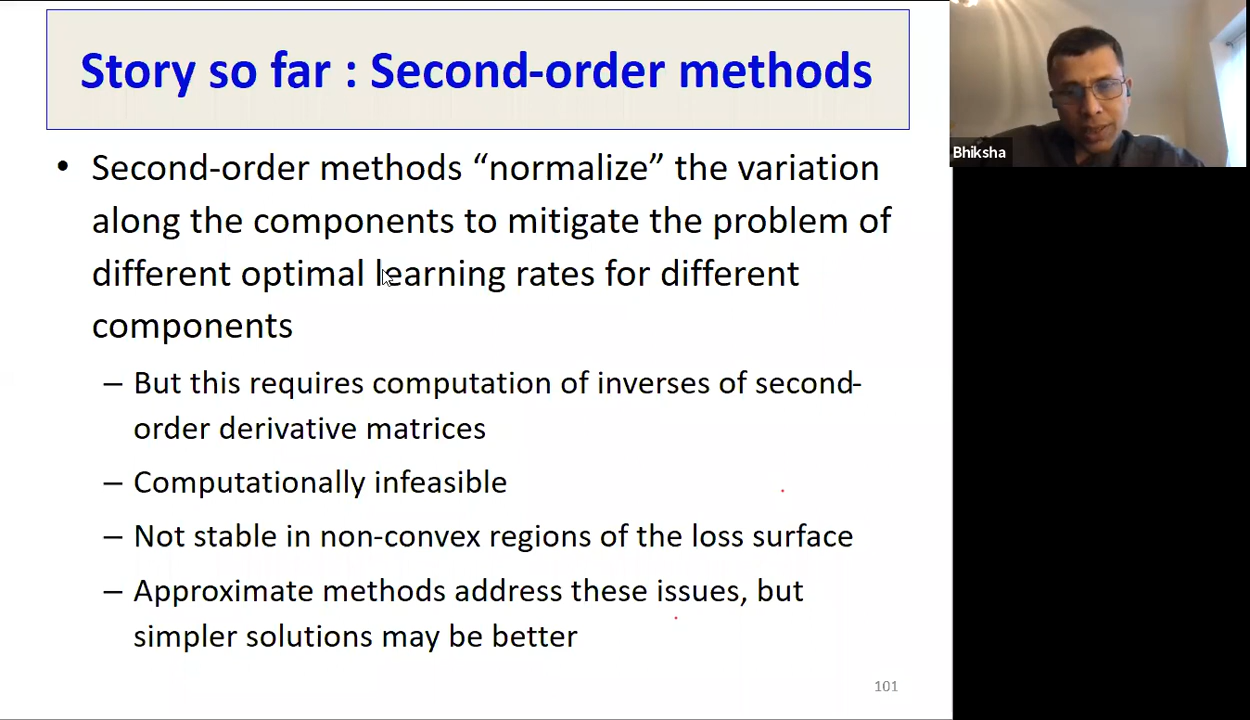 Story so far : Second-order methods
• Second-order methods “normalize” the variation
along the components to mitigate the problem of
different optimal learning rates for different
components
– But this requires computation of inverses of second-
order derivative matrices
– Computationally infeasible
– Not stable in non-convex regions of the loss surface
– Approximate methods address these issues, but
simpler solutions may be better
101
Bhiksha